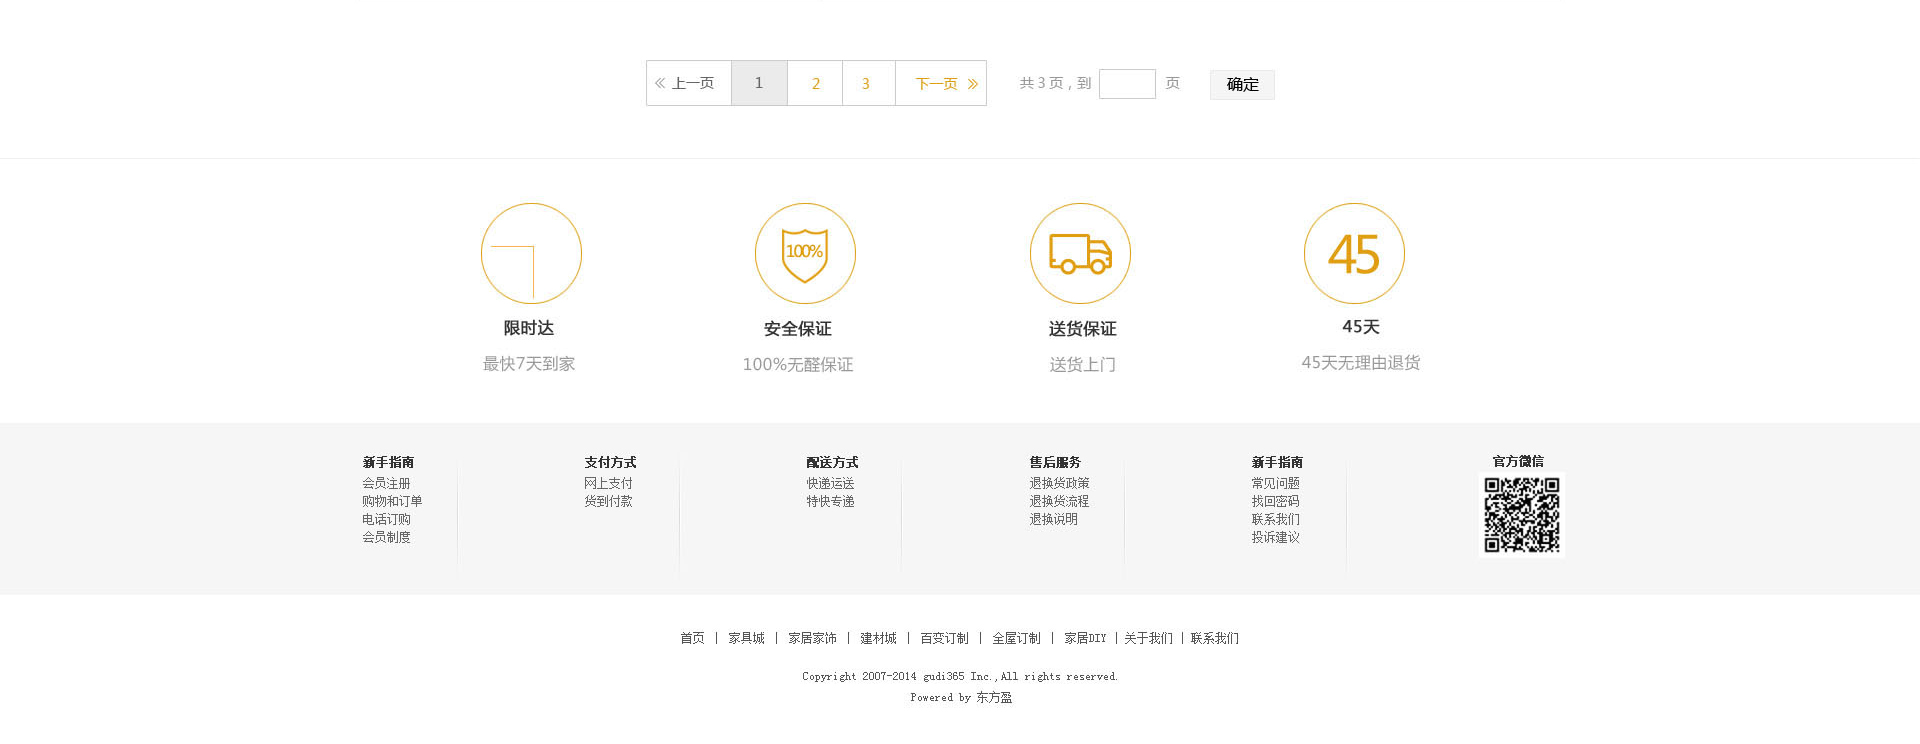 上一页 1 2 3 下一页 共 3 页，到 页 确定
100% 45
限时达 安全保证 送货保证 45天
最快7天到家 100%无醛保证 送货上门 45天无理由退货
新手指南 支付方式 配送方式 售后服务 新手指南 官方微信
会员注册 网上支付 快递运送 退换货政策 常见问题
购物和订单 货到付款 特快专递 退换货流程 找回密码
电话订购 退换说明 联系我们
会员制度 投诉建议
首页 | 家具城 | 家居家饰 | 建材城 | 百变订制 | 全屋订制 | 家居DIY | 关于我们 | 联系我们
Copyright 2007-2014 gudi365 Inc.,All rights reserved.
Powered by 东方盈